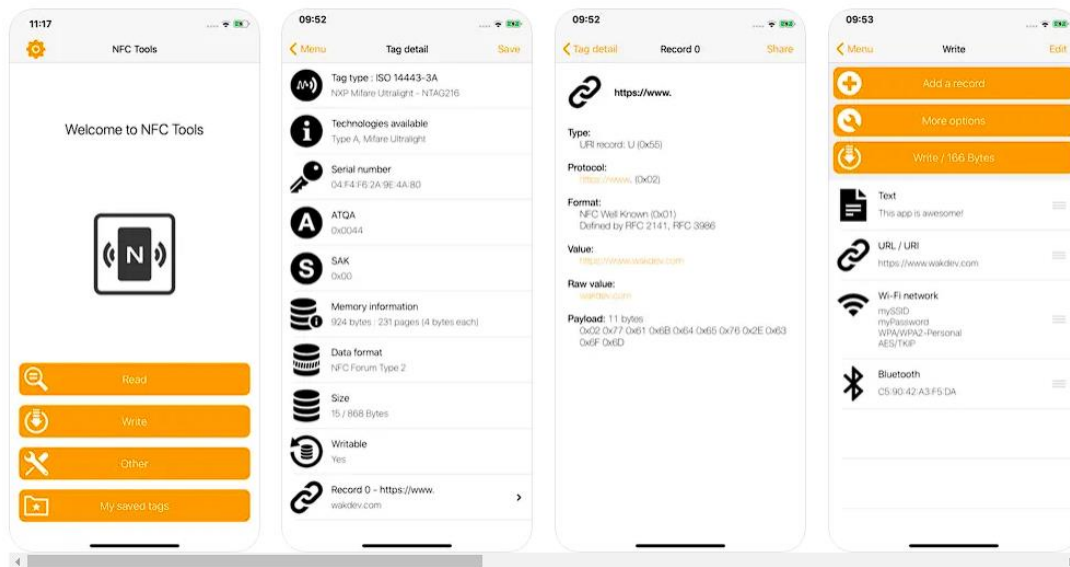 11:17
NFC Tools
Welcome to NFC Tools
N
Read
Write
Other
My saved tags
09:52
Menu
Tag detail
Save
Tag type : ISO 14443-3A
NXP Mifare Ultralight - NTAG216
Technologies available
Type A, Mifare Ultralight
Serial number
04:F4:F6:2A:9E:4A:80
A
ATQA
0x0044
S
SAK
0x00
Memory information
924 bytes : 231 pages (4 bytes each)
Data format
NFC Forum Type 2
Size
15 / 868 Bytes
Writable
Yes
Record 0 - https://www.
wakdev.com
09:52
Tag detail
Record 0
Share
https://www.
Type:
URI record: U (0x55)
Protocol:
https://www. (0x02)
Format:
NFC Well Known (0x01)
Defined by RFC 2141, RFC 3986
Value:
https://www.wakdev.com
Raw value:
wakdev.com
Payload: 11 bytes
0x02 0x77 0x61 0x6B 0x64 0x65 0x76 0x2E 0x63
0x6F 0x6D
09:53
Menu
Write
Edit
Add a record
More options
Write / 166 Bytes
Text
This app is awesome!
URL / URI
https://www.wakdev.com
Wi-Fi network
mySSID
myPassword
WPA/WPA2-Personal
AES/TKIP
Bluetooth
C5:90:42:A3:F5:DA